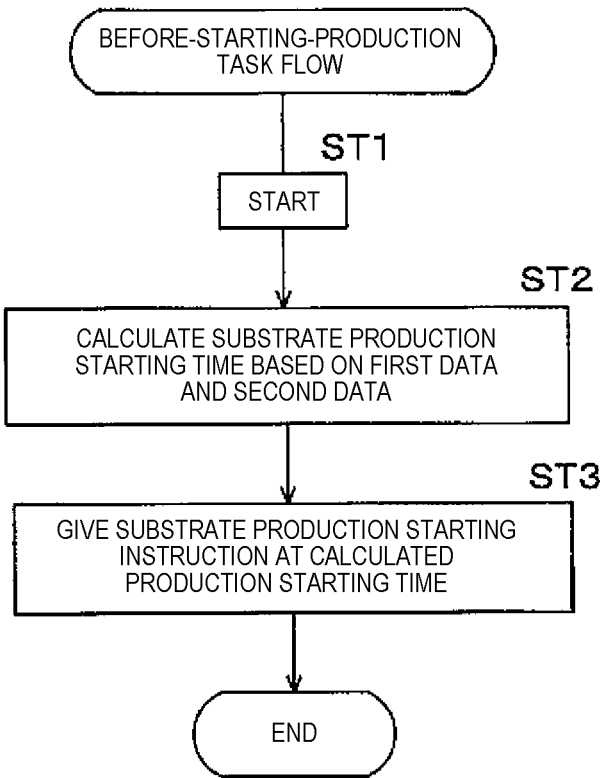 BEFORE-STARTING-PRODUCTION
TASK FLOW
ST1
START
ST2
CALCULATE SUBSTRATE PRODUCTION
STARTING TIME BASED ON FIRST DATA
AND SECOND DATA
ST3
GIVE SUBSTRATE PRODUCTION STARTING
INSTRUCTION AT CALCULATED
PRODUCTION STARTING TIME
END